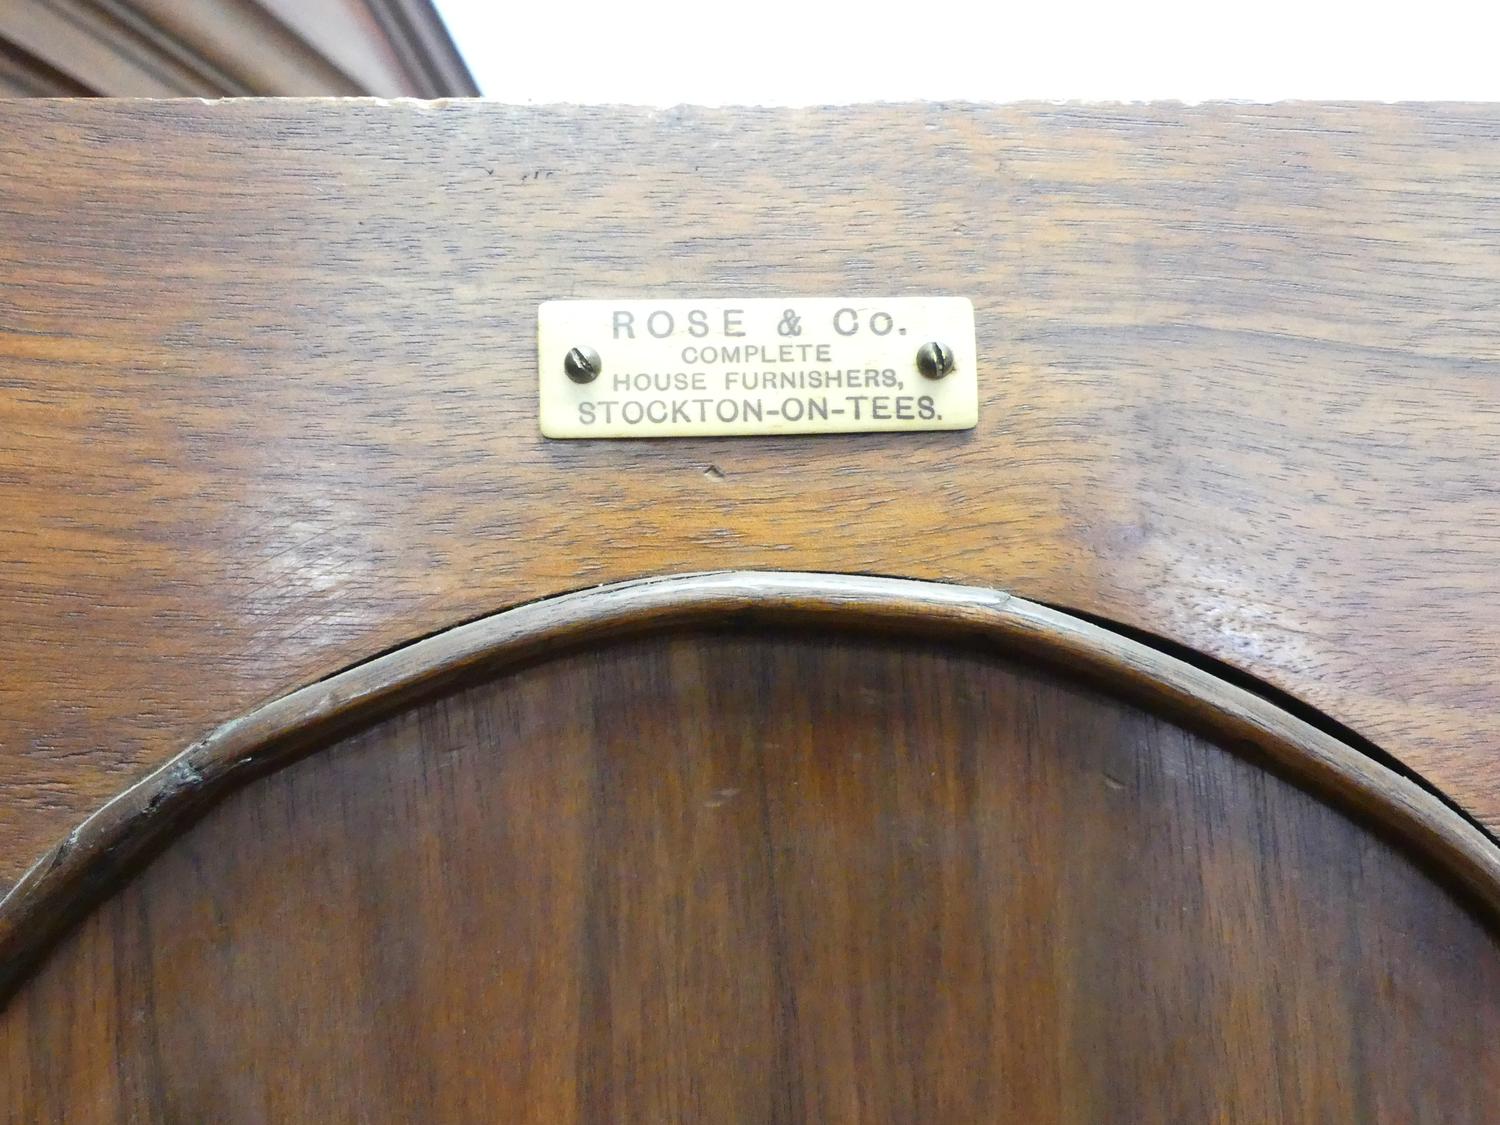 ROSE & Co.
COMPLETE
HOUSE FURNISHERS,
STOCKTON-ON-TEES.